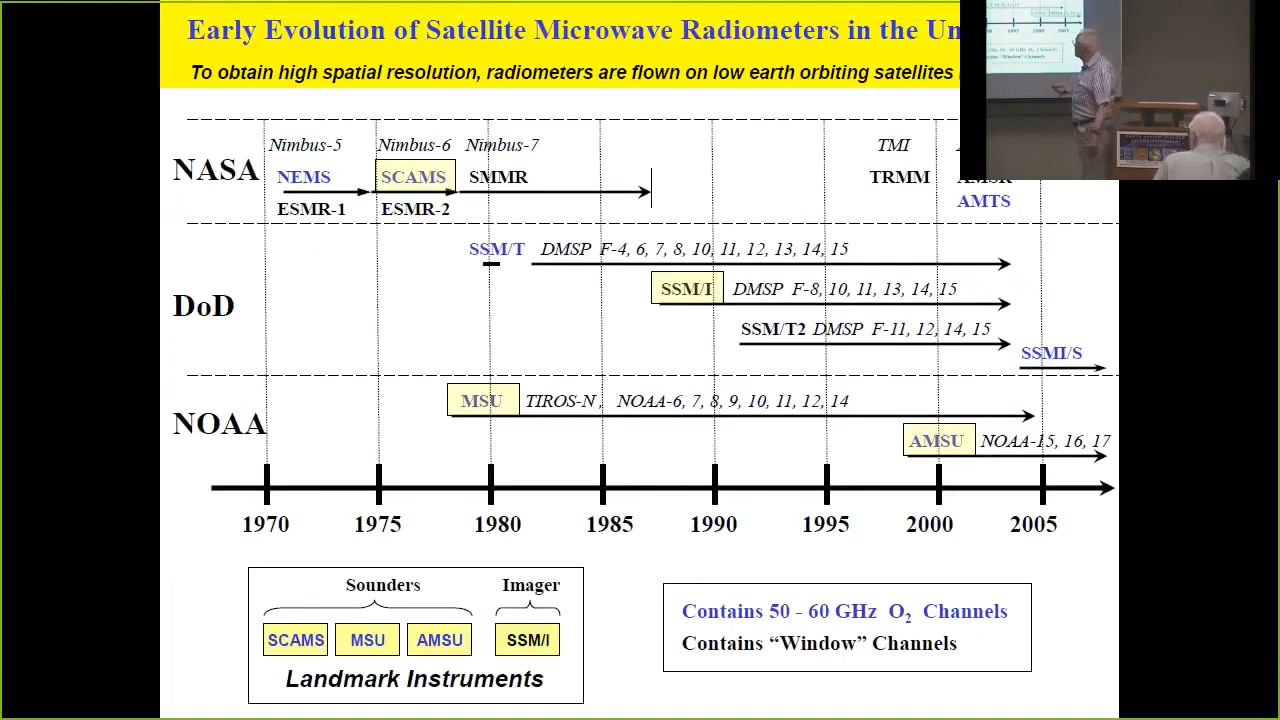 Early Evolution of Satellite Microwave Radiometers in the
To obtain high spatial resolution, radiometers are flown on low earth orbiting satellites
Nimbus-5 Nimbus-6 Nimbus-7 TMI
NASA NEMS SCAMS SMMR TRMM AMSR
ESMR-1 ESMR-2 AMTS
SSM/T DMSP F-4, 6, 7, 8, 10, 11, 12, 13, 14, 15
SSM/I DMSP F-8, 10, 11, 13, 14, 15
DoD
SSM/T2 DMSP F-11, 12, 14, 15
SSMI/S
MSU TIROS-N, NOAA-6, 7, 8, 9, 10, 11, 12, 14
NOAA
AMSU NOAA-15, 16, 17
1970 1975 1980 1985 1990 1995 2000 2005
Sounders Imager
SCAMS MSU AMSU SSM/I
Landmark Instruments
Contains 50 - 60 GHz O2 Channels
Contains “Window” Channels